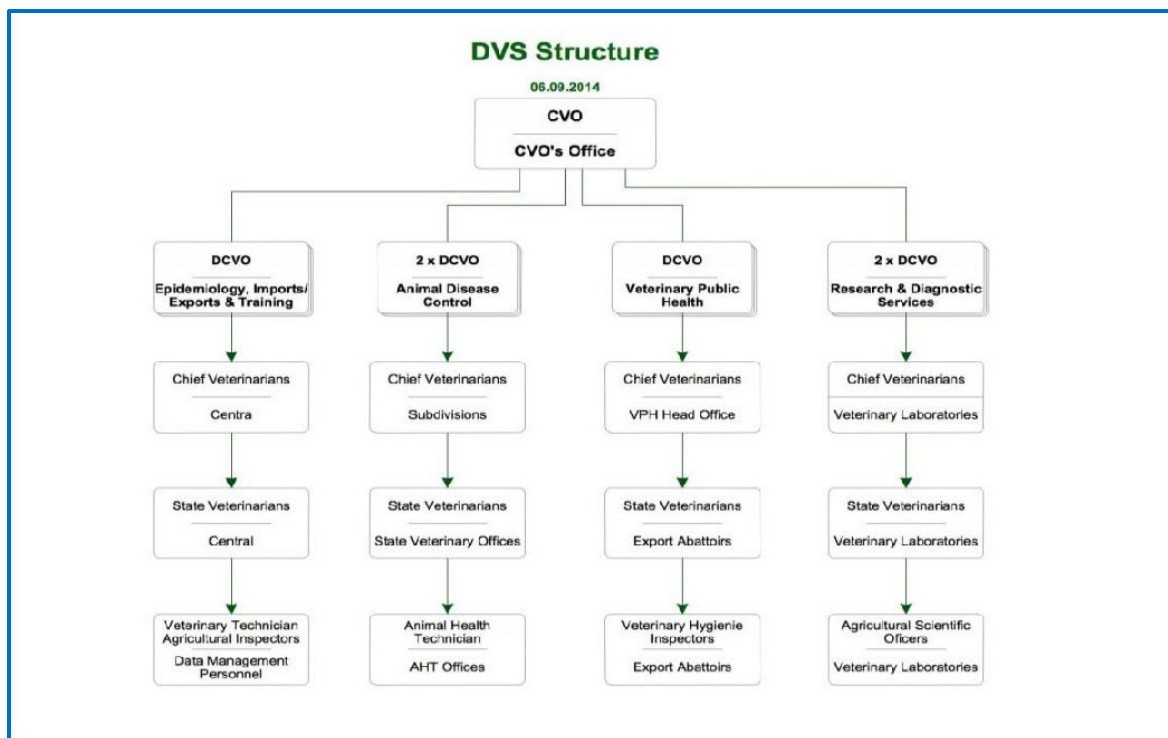 DVS Structure
06.09.2014
CVO
CVO's Office
DCVO
Epidemiology, Imports/
Exports & Training
2 x DCVO
Animal Disease
Control
DCVO
Veterinary Public
Health
2 x DCVO
Research & Diagnostic
Services
Chief Veterinarians
Centra
Chief Veterinarians
Subdivisions
Chief Veterinarians
VPH Head Office
Chief Veterinarians
Veterinary Laboratories
State Veterinarians
Central
State Veterinarians
State Veterinary Offices
State Veterinarians
Export Abattoirs
State Veterinarians
Veterinary Laboratories
Veterinary Technician
Agricultural Inspectors
Data Management
Personnel
Animal Health
Technician
AHT Offices
Veterinary Hygienie
Inspectors
Export Abattoirs
Agricultural Scientific
Oficers
Veterinary Laboratories